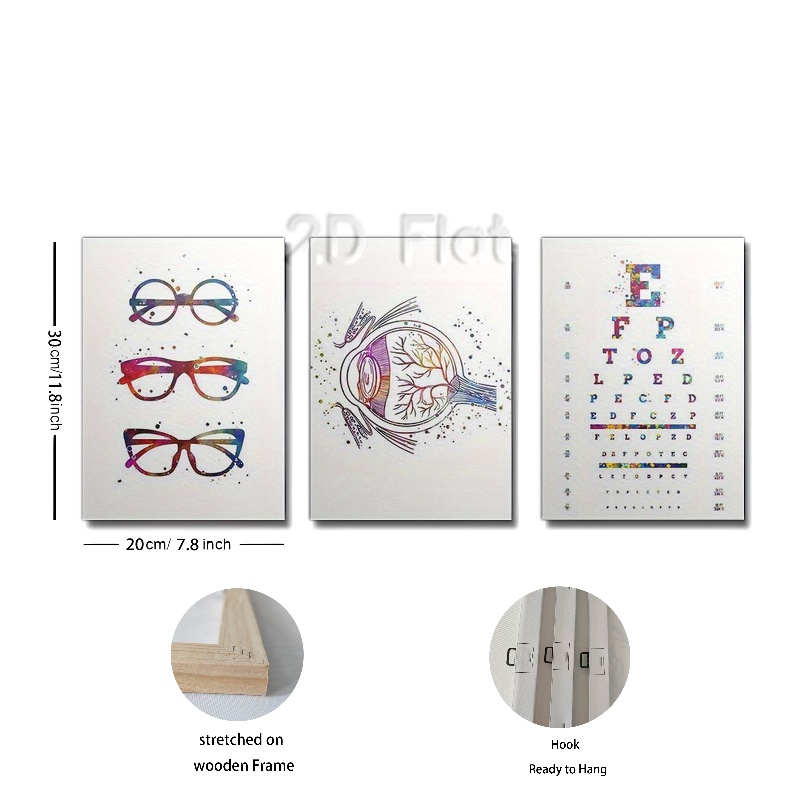 2D Flat
30cm/11.8inch
20cm/ 7.8 inch
E
F P
T O Z
L P E D
P E C F D
E D F C Z P
F E L O P Z D
D E F P O T E C
L E F O D P C T
stretched on
wooden Frame
Hook
Ready to Hang